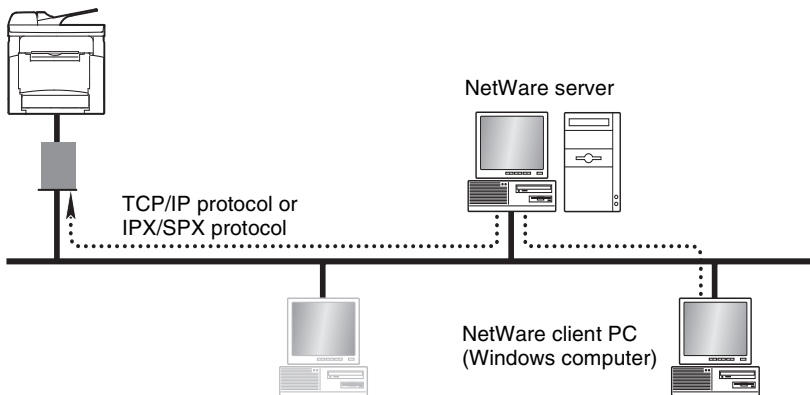 NetWare server
TCP/IP protocol or
IPX/SPX protocol
NetWare client PC
(Windows computer)